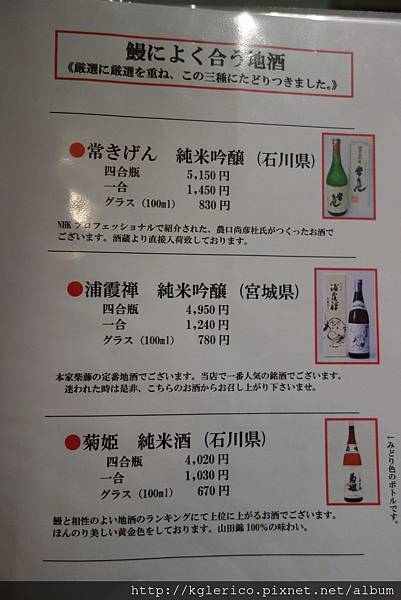 鰻によく合う地酒
《厳選に厳選を重ね、この三種にたどりつきました。》
●常きげん　純米吟醸（石川県）
四合瓶　5,150円
一合　1,450円
グラス（100ml）　830円
NHKプロフェッショナルで紹介された、農口尚彦杜氏がつくったお酒で
ございます。酒蔵より直接入荷致しております。
●浦霞禅　純米吟醸（宮城県）
四合瓶　4,950円
一合　1,240円
グラス（100ml）　780円
本家柴藤の定番地酒でございます。当店で一番人気の銘酒でございます。
迷われた時は是非、こちらのお酒からお召し上がり下さいませ。
●菊姫　純米酒（石川県）
四合瓶　4,020円
一合　1,030円
グラス（100ml）　670円
鰻と相性のよい地酒のランキングにて上位に上がるお酒でございます。
ほんのり美しい黄金色をしております。山田錦100%の味わい。
↑みどり色のボトルです。
常きげん
浦霞禅
菊姫
http://kglerico.pixnet.net/album